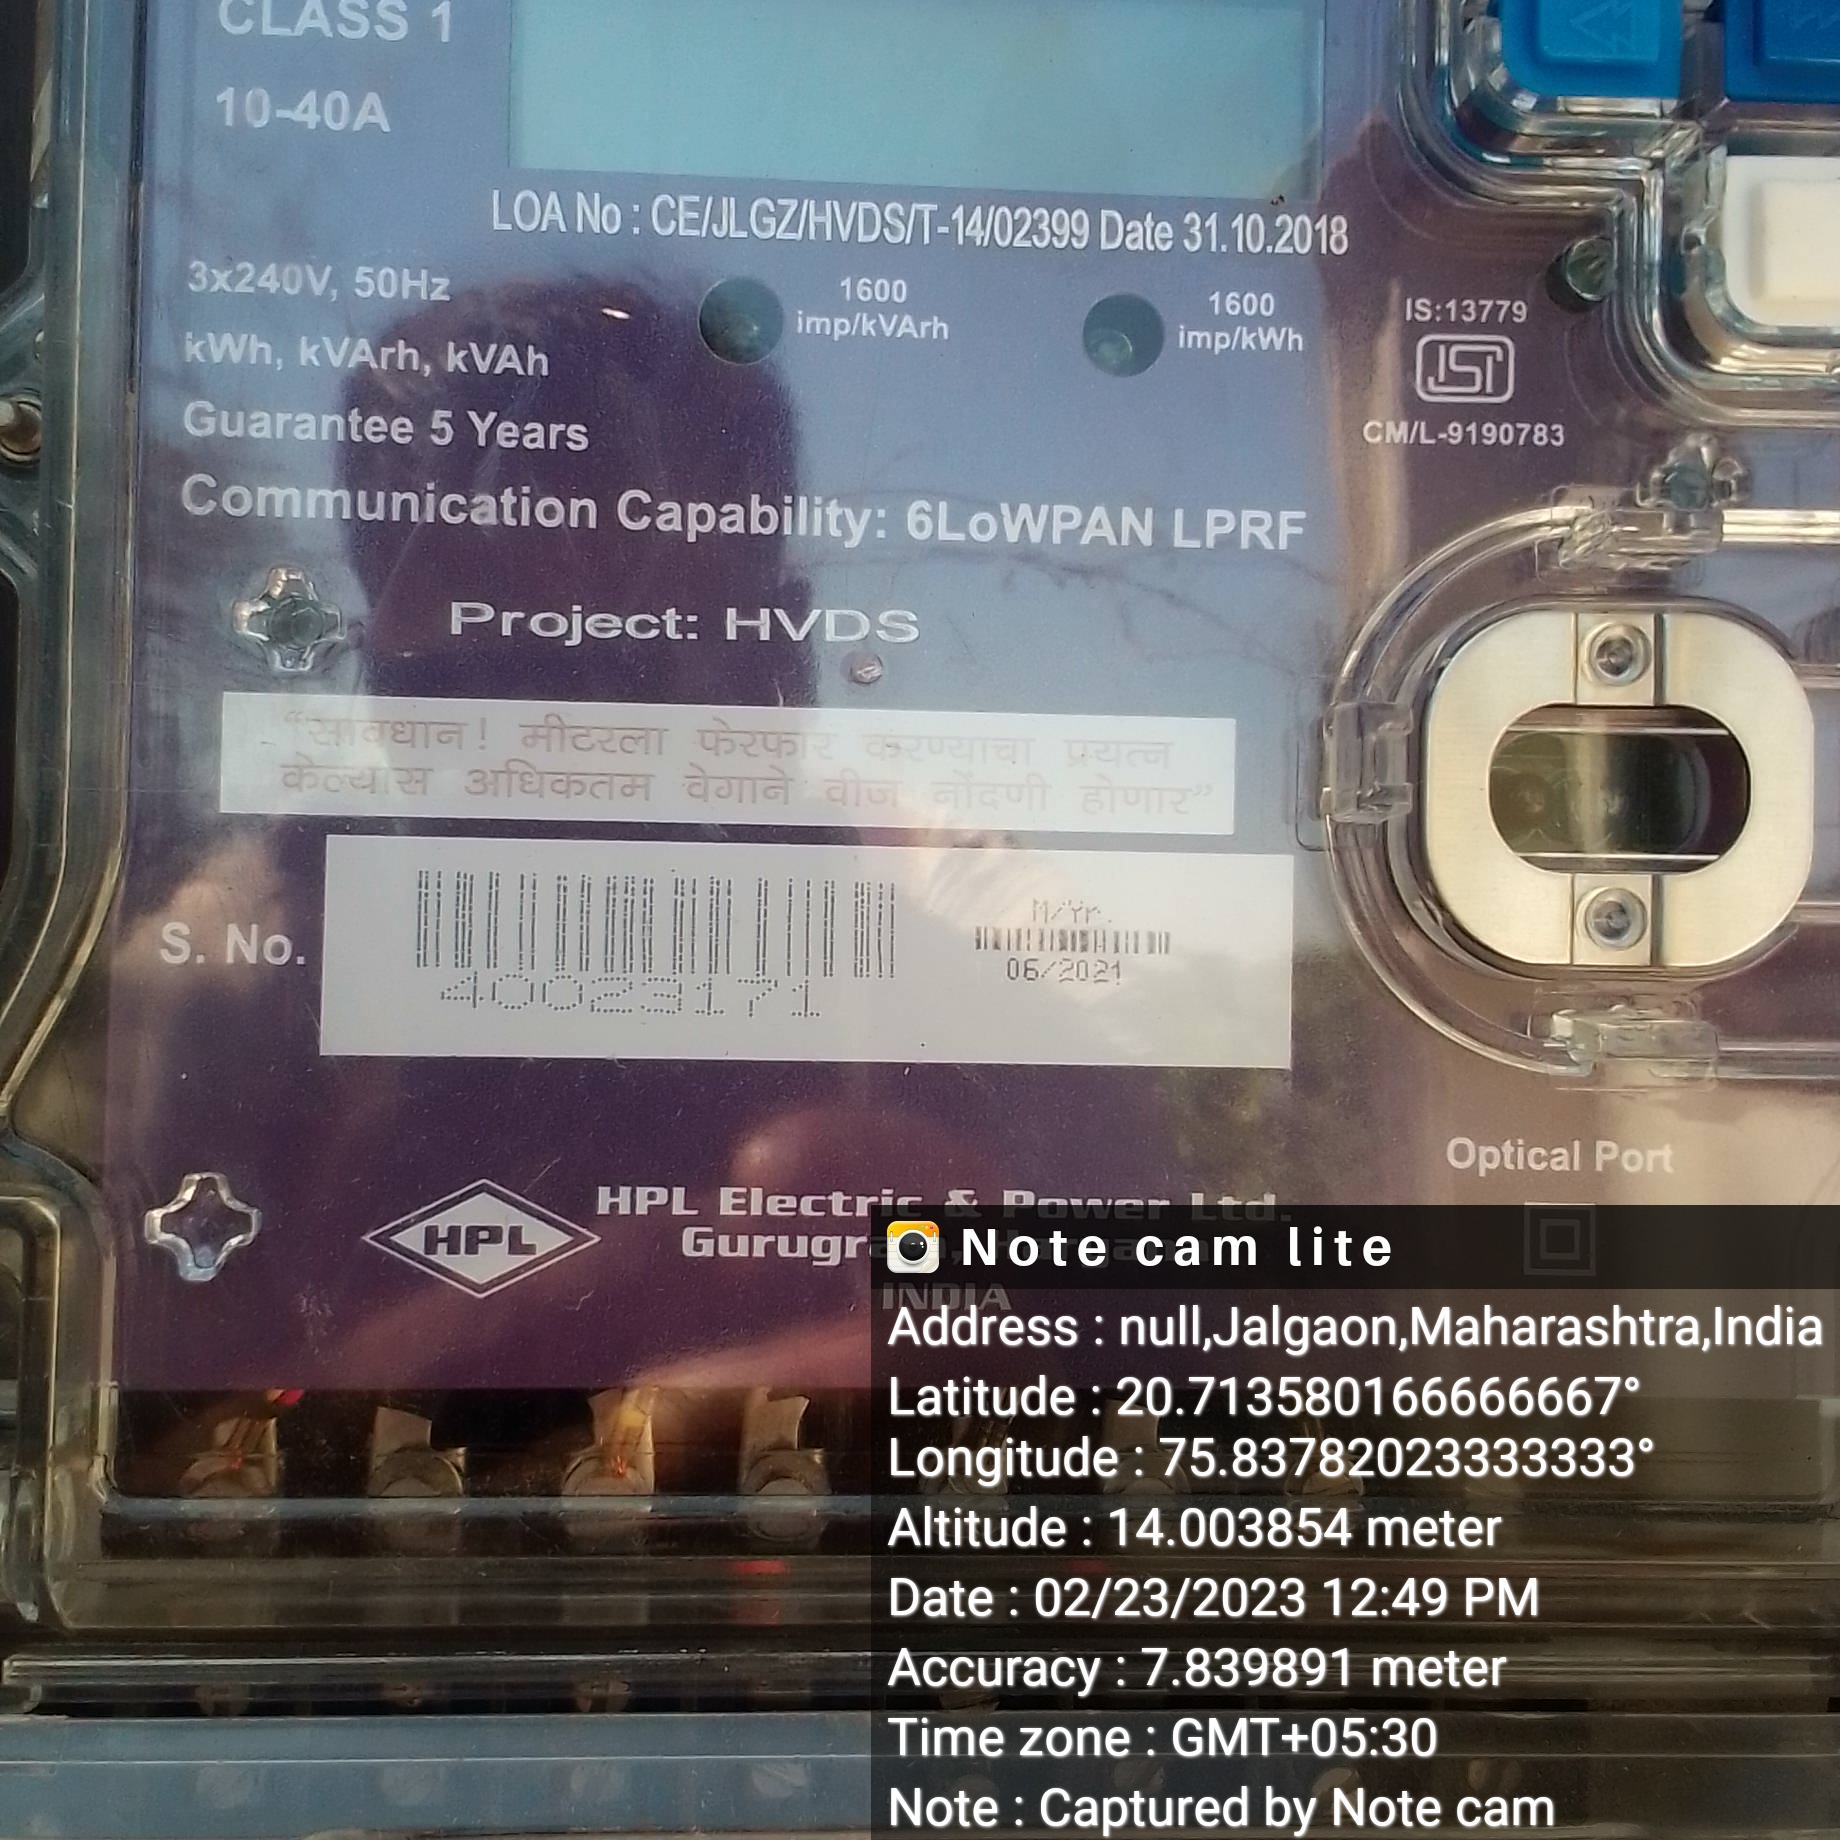 CLASS 1
10-40A
LOA No : CE/JLGZ/HVDS/T-14/02399 Date 31.10.2018
3x240V, 50Hz
1600
imp/kVArh
1600
imp/kWh
IS:13779
kWh, kVArh, kVAh
CM/L-9190783
Guarantee 5 Years
Communication Capability: 6LoWPAN LPRF
Project: HVDS
“सावधान! मीटरला फेरफार करण्याचा प्रयत्न
केल्यास अधिकतम वेगाने वीज नोंदणी होणार”
S. No.
40023171
M/Yr.
06/2021
Optical Port
HPL
HPL Electric & Power Ltd.
INDIA
Note cam lite
Address : null,Jalgaon,Maharashtra,India
Latitude : 20.713580166666667°
Longitude : 75.83782023333333°
Altitude : 14.003854 meter
Date : 02/23/2023 12:49 PM
Accuracy : 7.839891 meter
Time zone : GMT+05:30
Note : Captured by Note cam